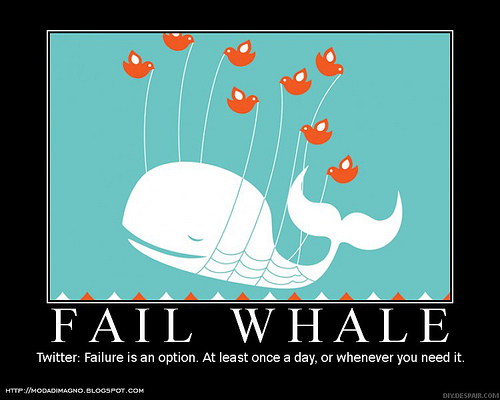 FAIL WHALE
Twitter: Failure is an option. At least once a day, or whenever you need it.
HTTP://MODADIMAGNO.BLOGSPOT.COM
DIY.DESPAIR.COM